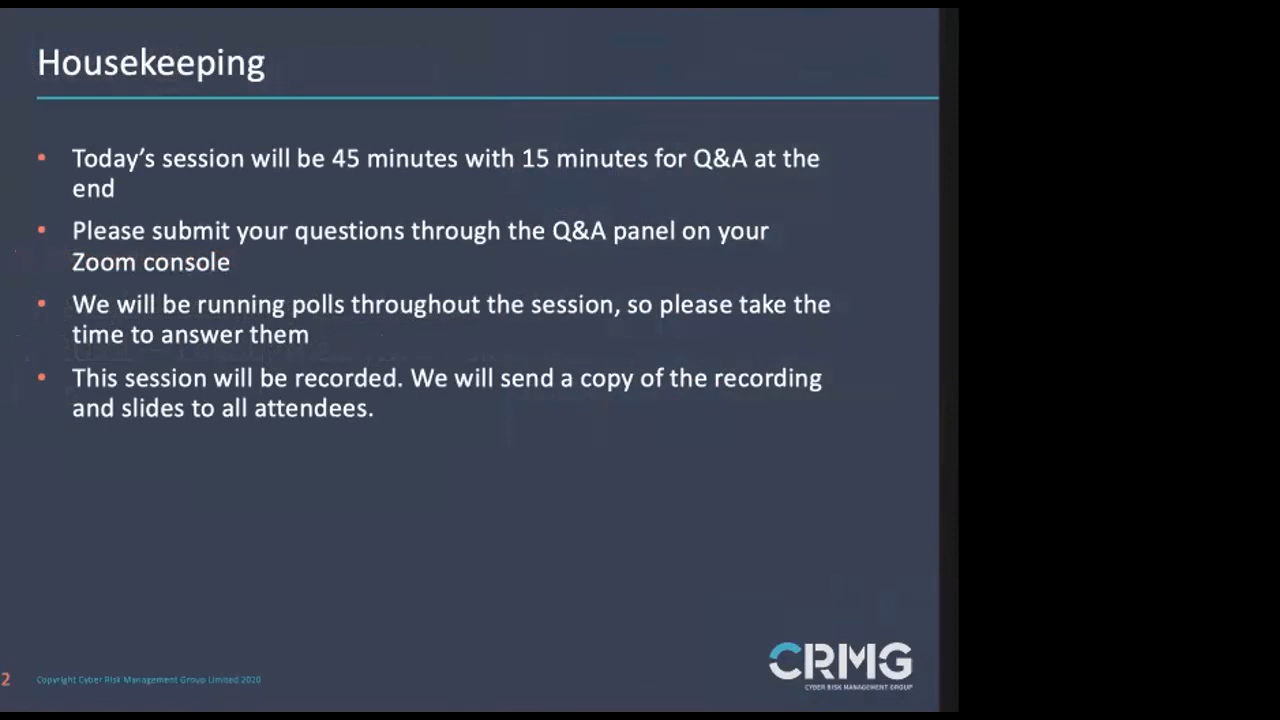 Housekeeping
• Today’s session will be 45 minutes with 15 minutes for Q&A at the
end
• Please submit your questions through the Q&A panel on your
Zoom console
• We will be running polls throughout the session, so please take the
time to answer them
• This session will be recorded. We will send a copy of the recording
and slides to all attendees.
CRMG
CYBER RISK MANAGEMENT GROUP
2 Copyright Cyber Risk Management Group Limited 2020